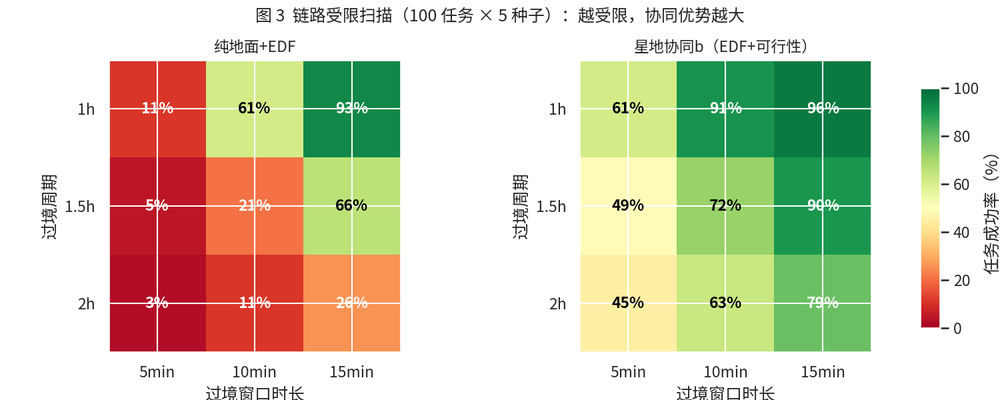 图 3 链路受限扫描（100 任务 × 5 种子）：越受限，协同优势越大
纯地面+EDF
过境周期
1h
1.5h
2h
11% 61% 93%
5% 21% 66%
3% 11% 26%
5min 10min 15min
过境窗口时长
星地协同b（EDF+可行性）
过境周期
1h
1.5h
2h
61% 91% 96%
49% 72% 90%
45% 63% 79%
5min 10min 15min
过境窗口时长
100
80
60
40
20
0
任务成功率（%）